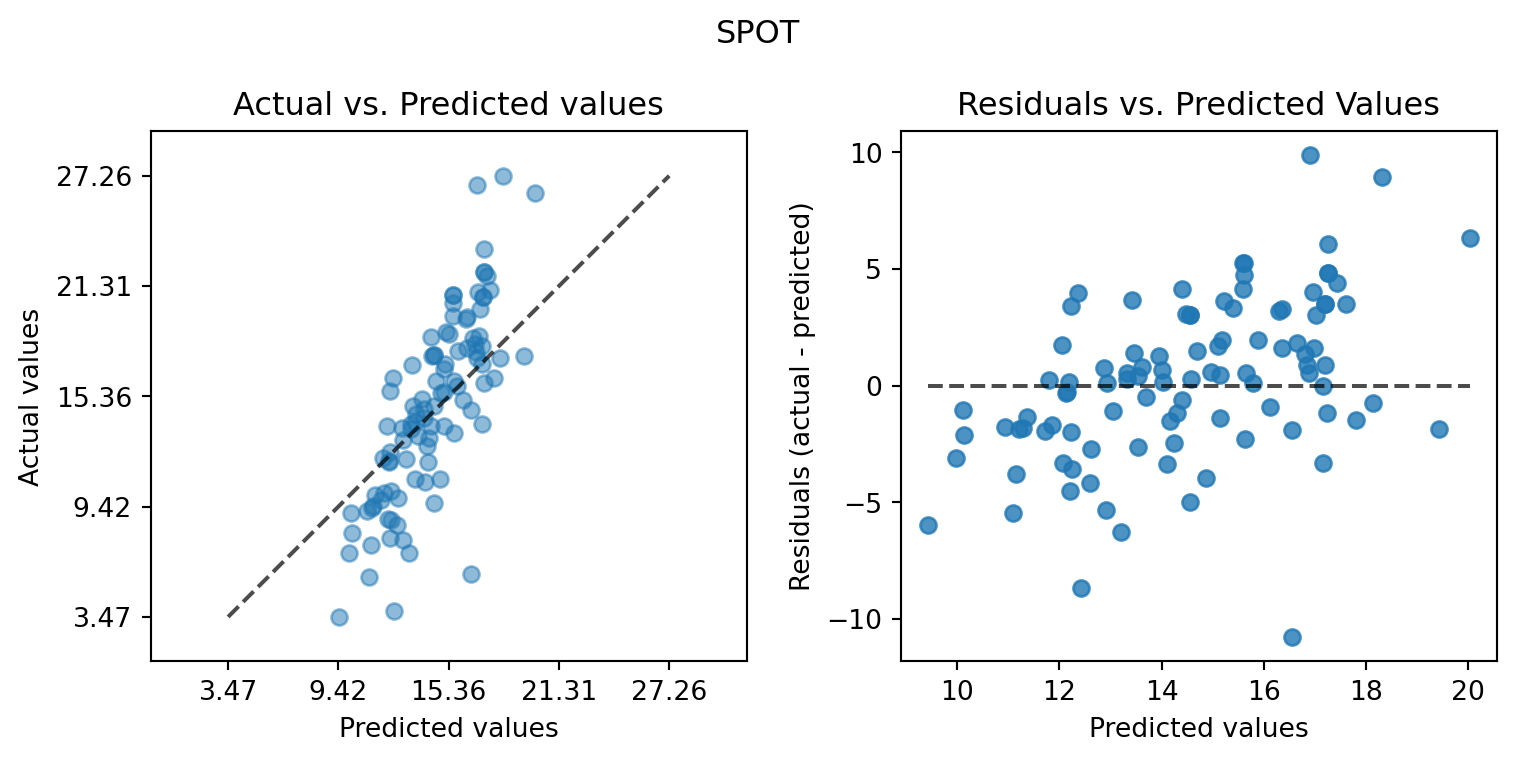 SPOT
Actual vs. Predicted values
27.26
21.31
15.36
9.42
3.47
Actual values
3.47 9.42 15.36 21.31 27.26
Predicted values
Residuals vs. Predicted Values
10
5
0
−5
−10
Residuals (actual - predicted)
10 12 14 16 18 20
Predicted values